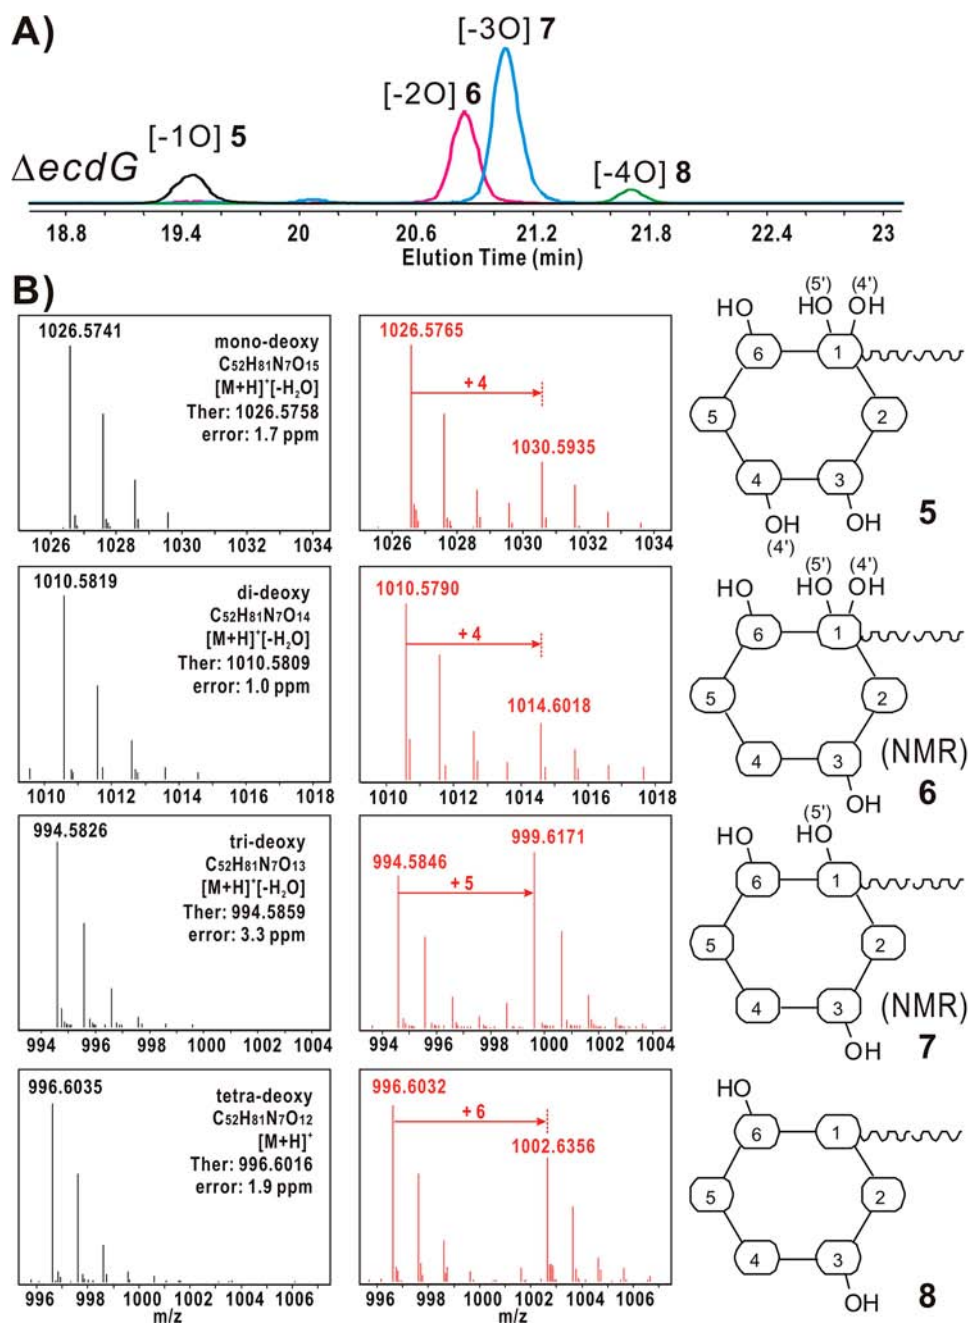 A)
[-3O] 7
[-2O] 6
[-1O] 5
[-4O] 8
ΔecdG
18.8 19.4 20 20.6 21.2 21.8 22.4 23
Elution Time (min)
B)
1026.5741
mono-deoxy
C52H81N7O15
[M+H]+[-H2O]
Ther: 1026.5758
error: 1.7 ppm
1026 1028 1030 1032 1034
1026.5765
+ 4
1030.5935
1026 1028 1030 1032 1034
(5') (4')
HO HO OH
6 1
5 2
4 3
OH OH
(4')
5
1010.5819
di-deoxy
C52H81N7O14
[M+H]+[-H2O]
Ther: 1010.5809
error: 1.0 ppm
1010 1012 1014 1016 1018
1010.5790
+ 4
1014.6018
1010 1012 1014 1016 1018
(5') (4')
HO HO OH
6 1
5 2
4 3
OH
(NMR)
6
994.5826
tri-deoxy
C52H81N7O13
[M+H]+[-H2O]
Ther: 994.5859
error: 3.3 ppm
994 996 998 1000 1002 1004
994.5846
+ 5
999.6171
994 996 998 1000 1002 1004
(5')
HO HO
6 1
5 2
4 3
OH
(NMR)
7
996.6035
tetra-deoxy
C52H81N7O12
[M+H]+
Ther: 996.6016
error: 1.9 ppm
996 998 1000 1002 1004 1006
m/z
996.6032
+ 6
1002.6356
996 998 1000 1002 1004 1006
m/z
HO
6 1
5 2
4 3
OH
8